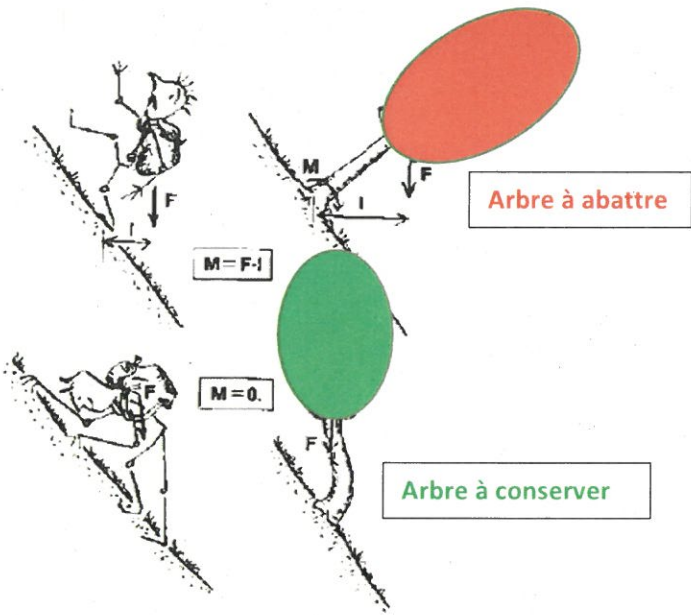 F
l
M = F·l
M
F
l
Arbre à abattre
F
M = 0.
F
Arbre à conserver